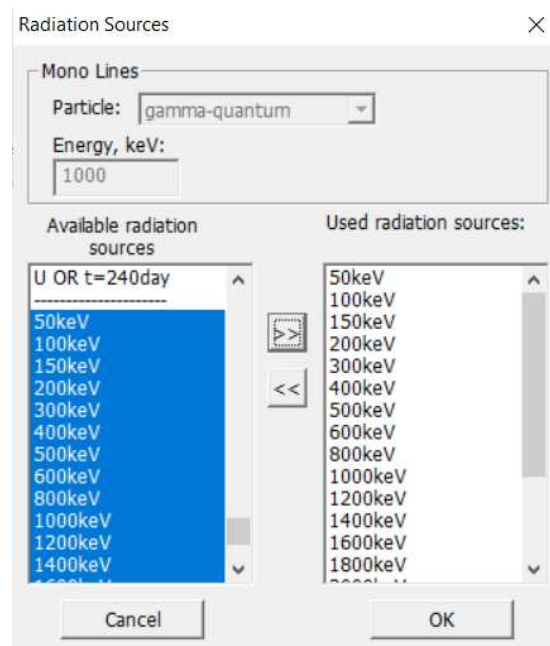 Radiation Sources
Mono Lines
Particle: gamma-quantum
Energy, keV:
1000
Available radiation
sources
U OR t=240day
--------------------
50keV
100keV
150keV
200keV
300keV
400keV
500keV
600keV
800keV
1000keV
1200keV
1400keV
>>
<<
Used radiation sources:
50keV
100keV
150keV
200keV
300keV
400keV
500keV
600keV
800keV
1000keV
1200keV
1400keV
1600keV
1800keV
Cancel
OK